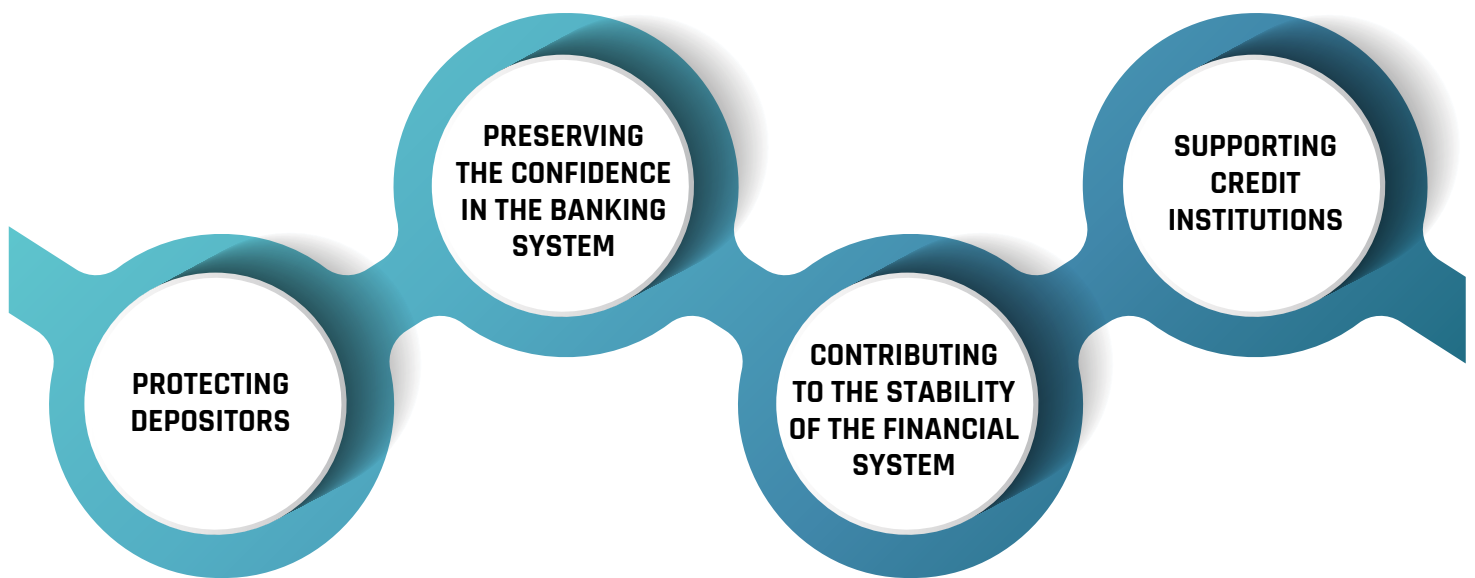 PROTECTING
DEPOSITORS
PRESERVING
THE CONFIDENCE
IN THE BANKING
SYSTEM
CONTRIBUTING
TO THE STABILITY
OF THE FINANCIAL
SYSTEM
SUPPORTING
CREDIT
INSTITUTIONS